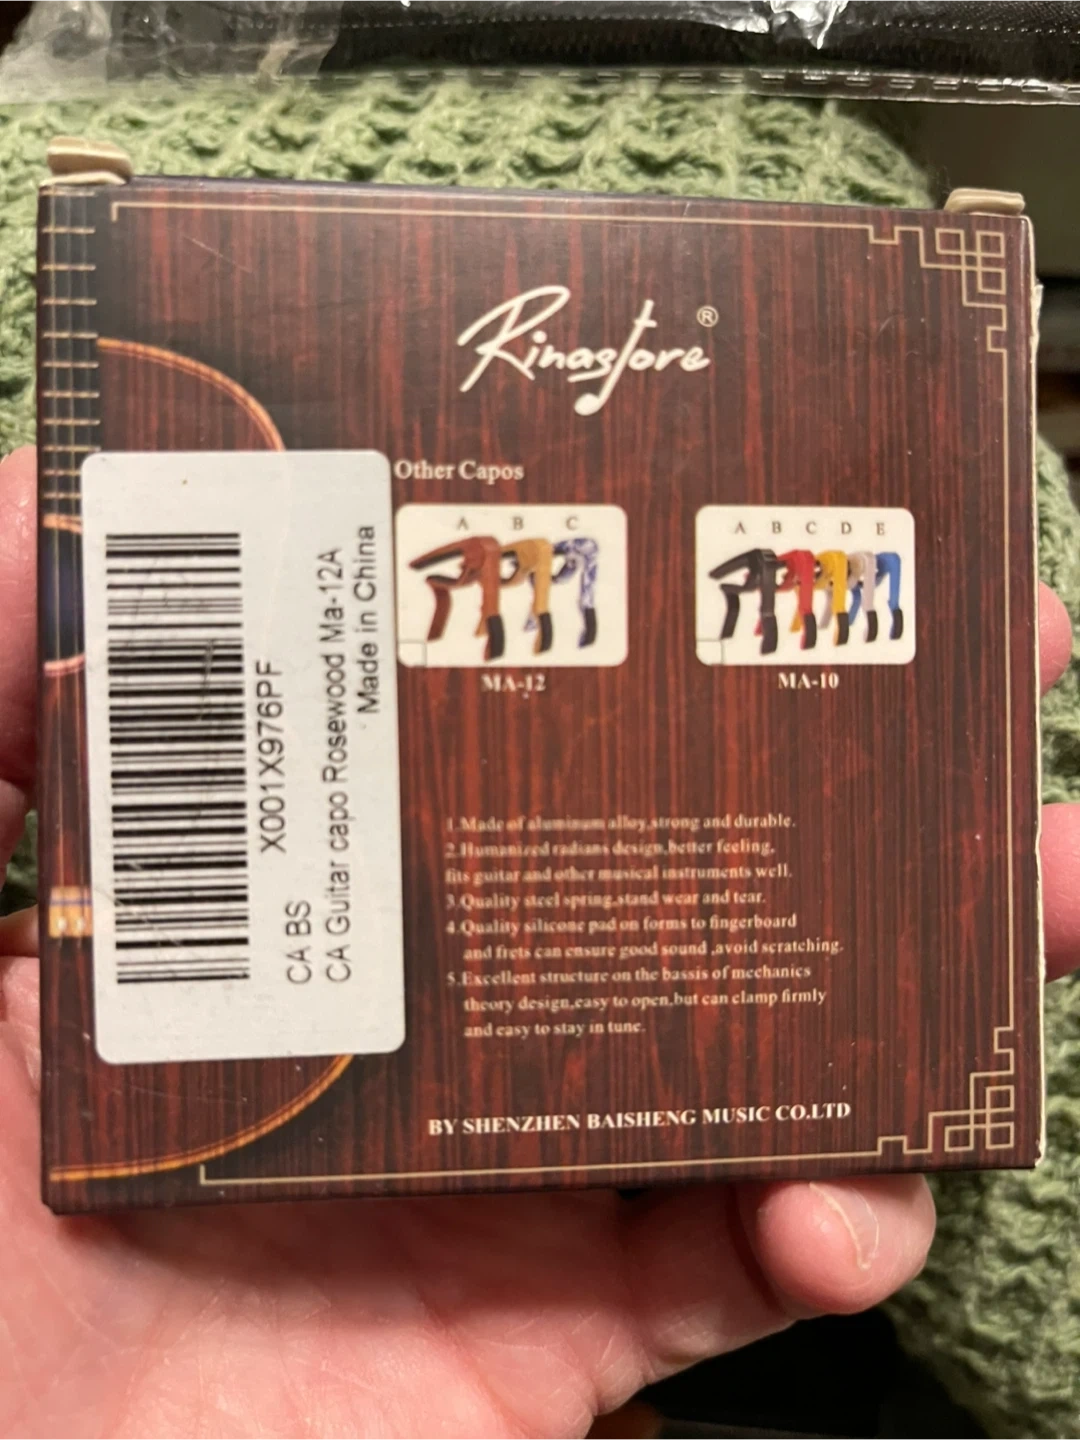 Rinastore®
Other Capos
A B C
A B C D E
MA-12
MA-10
1.Made of aluminum alloy,strong and durable.
2.Humanized radians design,better feeling,
fits guitar and other musical instruments well.
3.Quality steel spring,stand wear and tear.
4.Quality silicone pad on forms to fingerboard
and frets can ensure good sound ,avoid scratching.
5.Excellent structure on the bassis of mechanics
theory design,easy to open,but can clamp firmly
and easy to stay in tune.
BY SHENZHEN BAISHENG MUSIC CO.LTD
X001X976PF
CA BS
CA Guitar capo Rosewood Ma-12A
Made in China